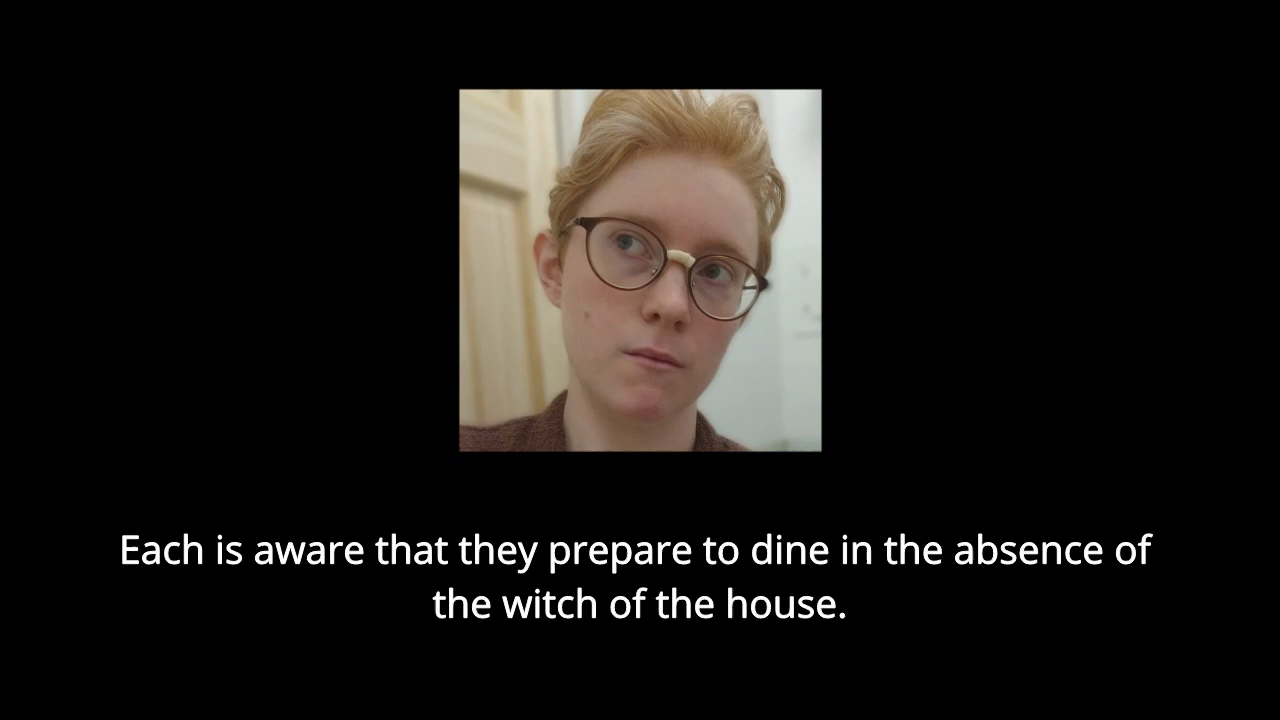 Each is aware that they prepare to dine in the absence of
the witch of the house.